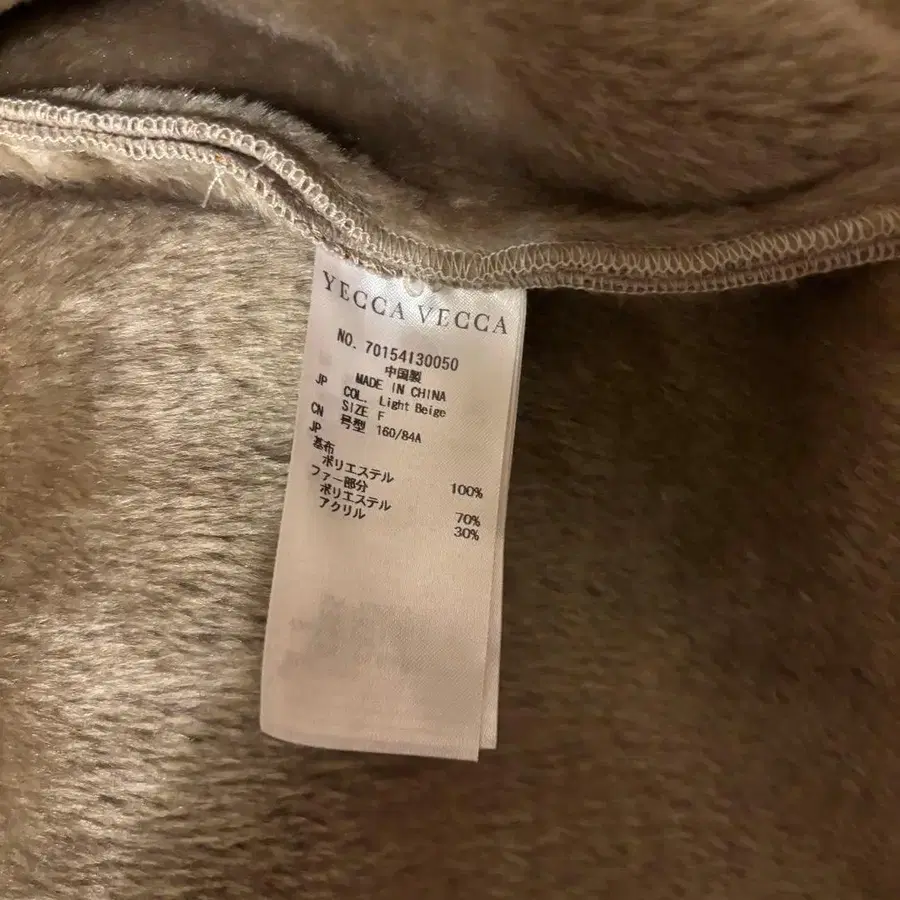 YECCA VECCA
NO. 70154130050
中国製
JP MADE IN CHINA
COL. Light Beige
SIZE F
CN 号型 160/84A
JP
基布
ポリエステル 100%
ファー部分
ポリエステル 70%
アクリル 30%